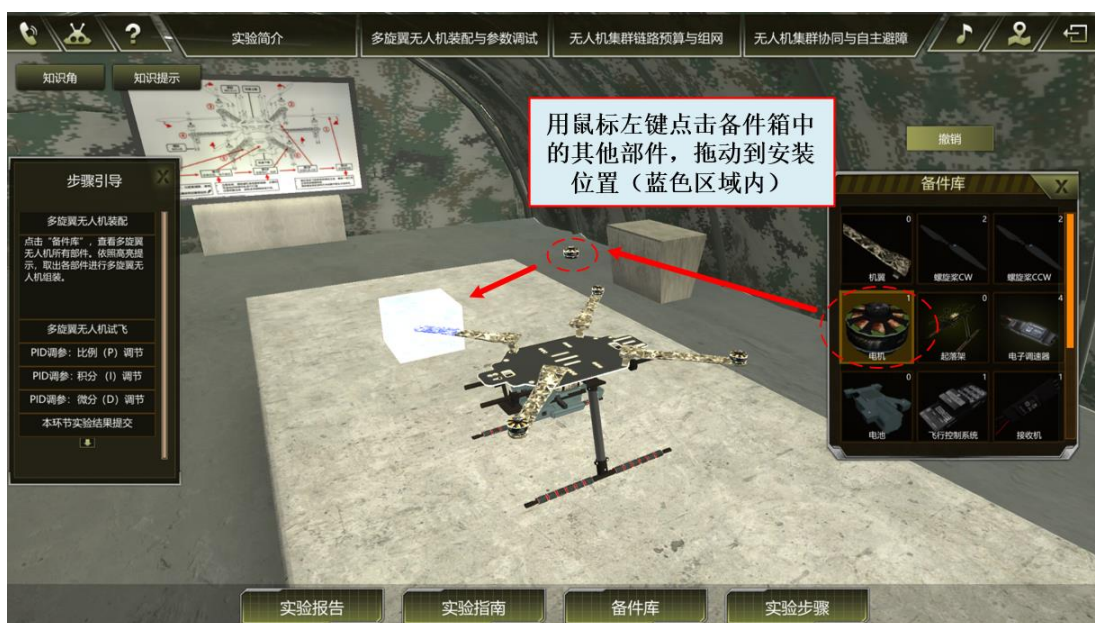 ?
实验简介
多旋翼无人机装配与参数调试
无人机集群链路预算与组网
无人机集群协同与自主避障
知识角
知识提示
用鼠标左键点击备件箱中
的其他部件，拖动到安装
位置（蓝色区域内）
撤销
步骤引导
X
多旋翼无人机装配
点击“备件库”，查看多旋翼
无人机所有部件。依照高亮提
示，取出各部件进行多旋翼无
人机组装。
多旋翼无人机试飞
PID调参：比例（P）调节
PID调参：积分（I）调节
PID调参：微分（D）调节
本环节实验结果提交
备件库
X
0
机翼
2
螺旋桨CW
2
螺旋桨CCW
1
电机
0
起落架
4
电子调速器
0
电池
1
飞行控制系统
1
接收机
实验报告
实验指南
备件库
实验步骤